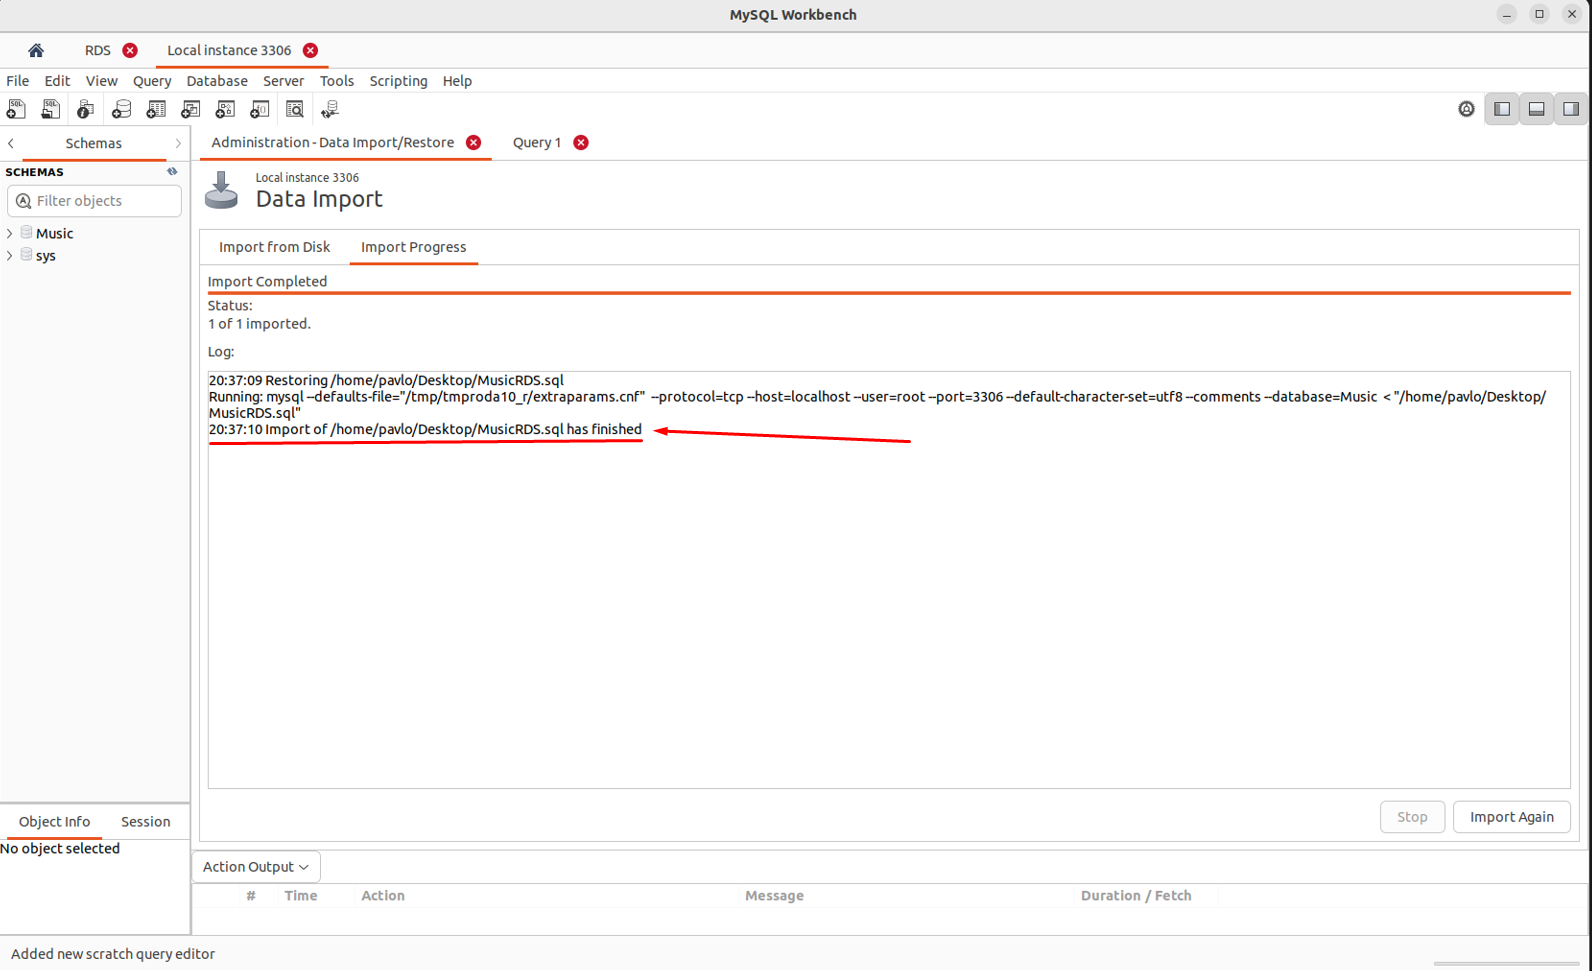 MySQL Workbench
RDS
Local instance 3306
File Edit View Query Database Server Tools Scripting Help
Schemas
Administration - Data Import/Restore
Query 1
SCHEMAS
Filter objects
Music
sys
Local instance 3306
Data Import
Import from Disk
Import Progress
Import Completed
Status:
1 of 1 imported.
Log:
20:37:09 Restoring /home/pavlo/Desktop/MusicRDS.sql
Running: mysql --defaults-file="/tmp/tmproda10_r/extraparams.cnf"  --protocol=tcp --host=localhost --user=root --port=3306 --default-character-set=utf8 --comments --database=Music  < "/home/pavlo/Desktop/
MusicRDS.sql"
20:37:10 Import of /home/pavlo/Desktop/MusicRDS.sql has finished
Stop
Import Again
Object Info
Session
No object selected
Action Output
# Time Action Message Duration / Fetch
Added new scratch query editor